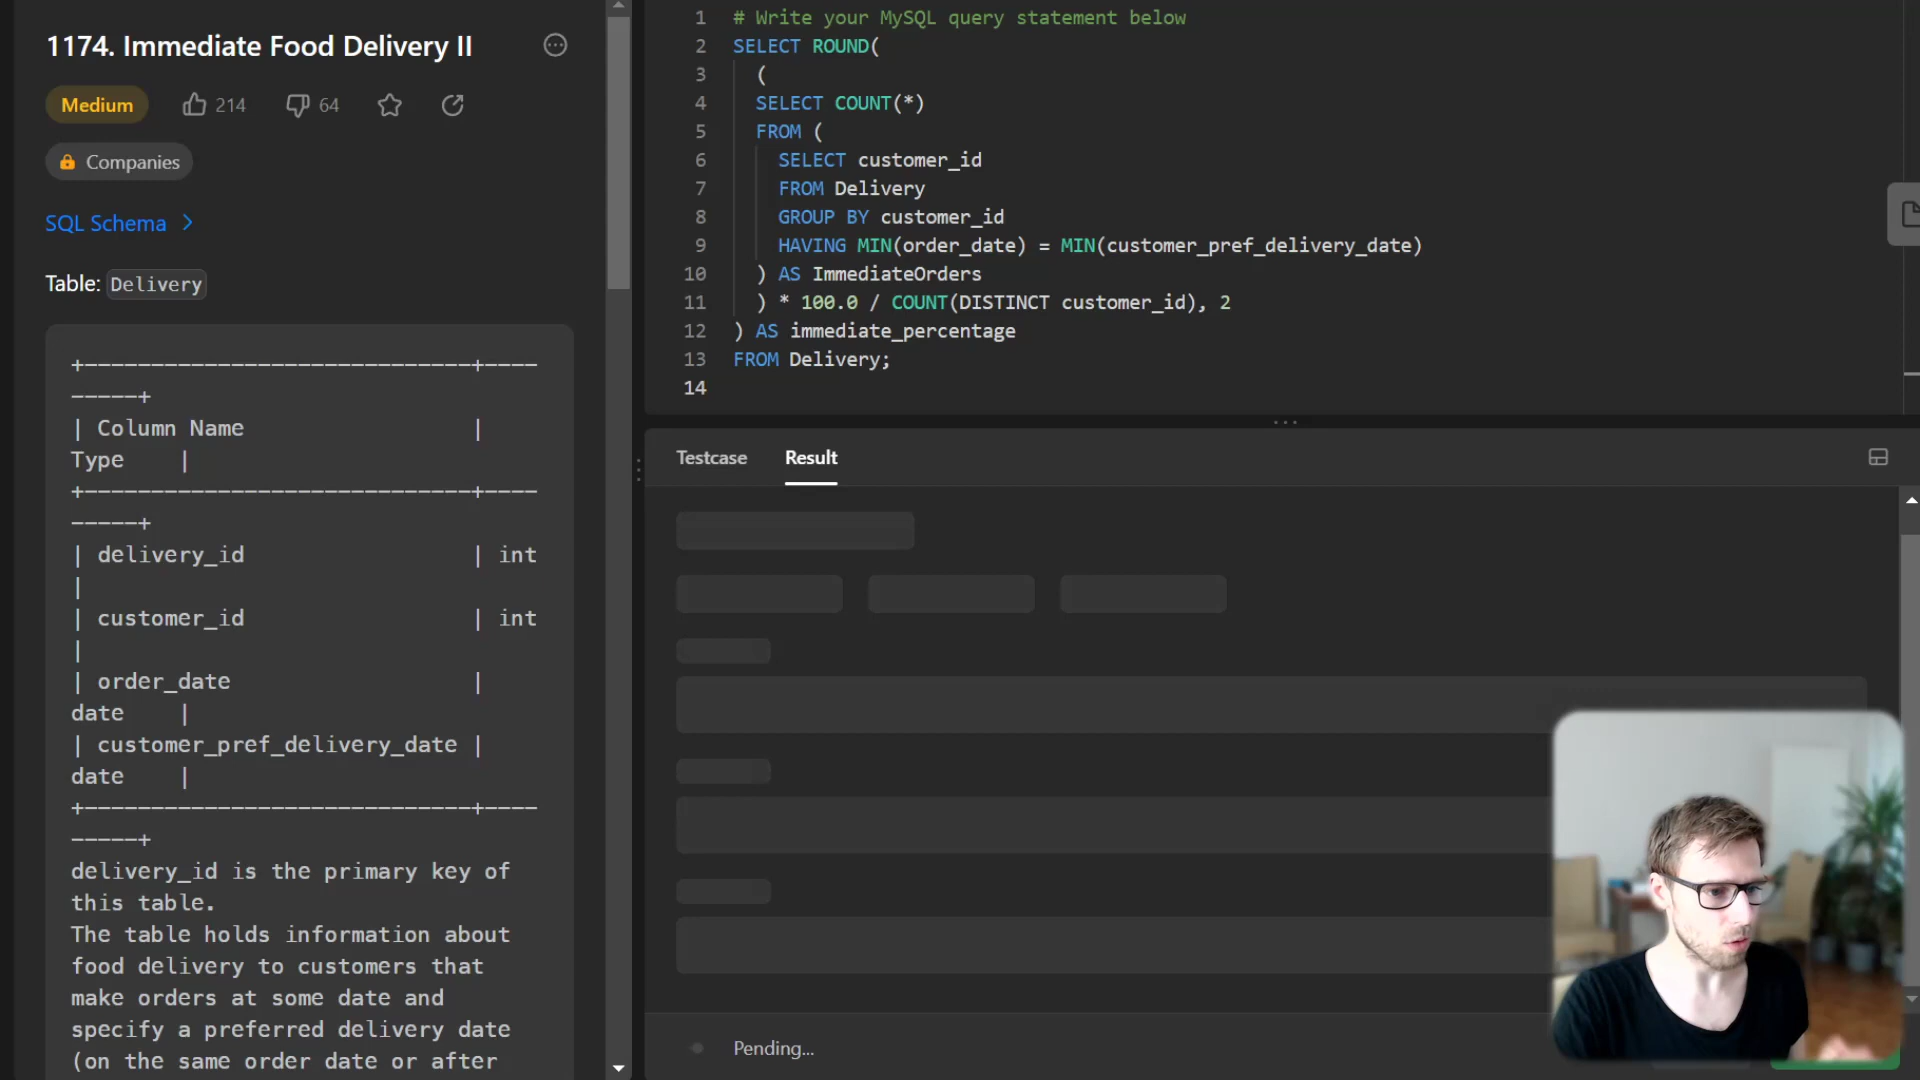 1174. Immediate Food Delivery II
Medium
214
64
Companies
SQL Schema
Table: Delivery
+------------------------------+----
-----+
| Column Name                  |
Type    |
+------------------------------+----
-----+
| delivery_id                  | int
|
| customer_id                  | int
|
| order_date                   |
date    |
| customer_pref_delivery_date |
date    |
+------------------------------+----
-----+
delivery_id is the primary key of
this table.
The table holds information about
food delivery to customers that
make orders at some date and
specify a preferred delivery date
(on the same order date or after
1 # Write your MySQL query statement below
2 SELECT ROUND(
3   (
4   SELECT COUNT(*)
5   FROM (
6     SELECT customer_id
7     FROM Delivery
8     GROUP BY customer_id
9     HAVING MIN(order_date) = MIN(customer_pref_delivery_date)
10   ) AS ImmediateOrders
11   ) * 100.0 / COUNT(DISTINCT customer_id), 2
12 ) AS immediate_percentage
13 FROM Delivery;
14
Testcase Result
Pending...